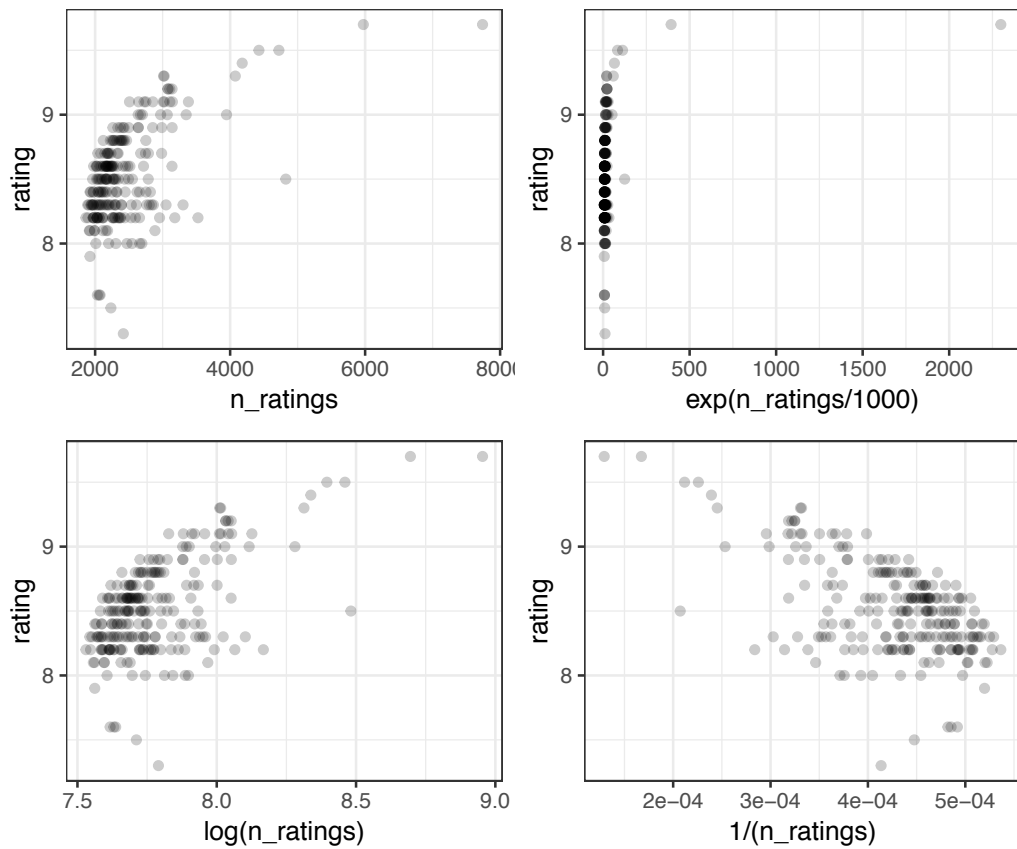 rating
9
8
2000 4000 6000 8000
n_ratings
rating
9
8
0 500 1000 1500 2000
exp(n_ratings/1000)
rating
9
8
7.5 8.0 8.5 9.0
log(n_ratings)
rating
9
8
2e-04 3e-04 4e-04 5e-04
1/(n_ratings)